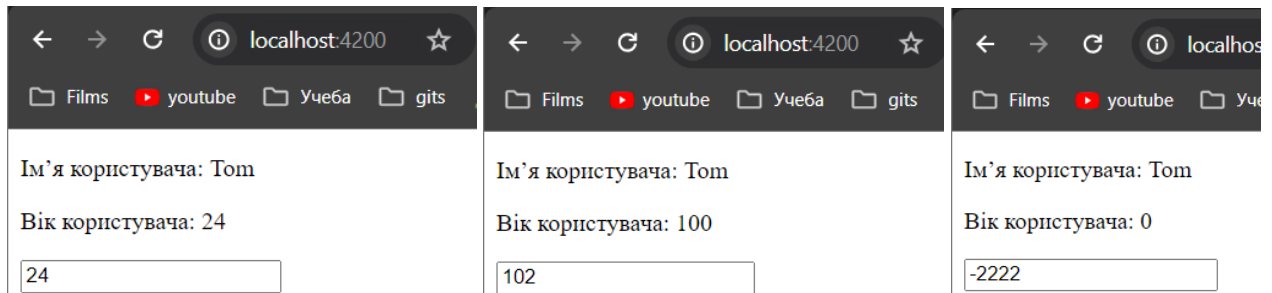 localhost:4200
Films youtube Учеба gits
Ім’я користувача: Tom
Вік користувача: 24
24
localhost:4200
Films youtube Учеба gits
Ім’я користувача: Tom
Вік користувача: 100
102
localhos
Films youtube Уче
Ім’я користувача: Tom
Вік користувача: 0
-2222